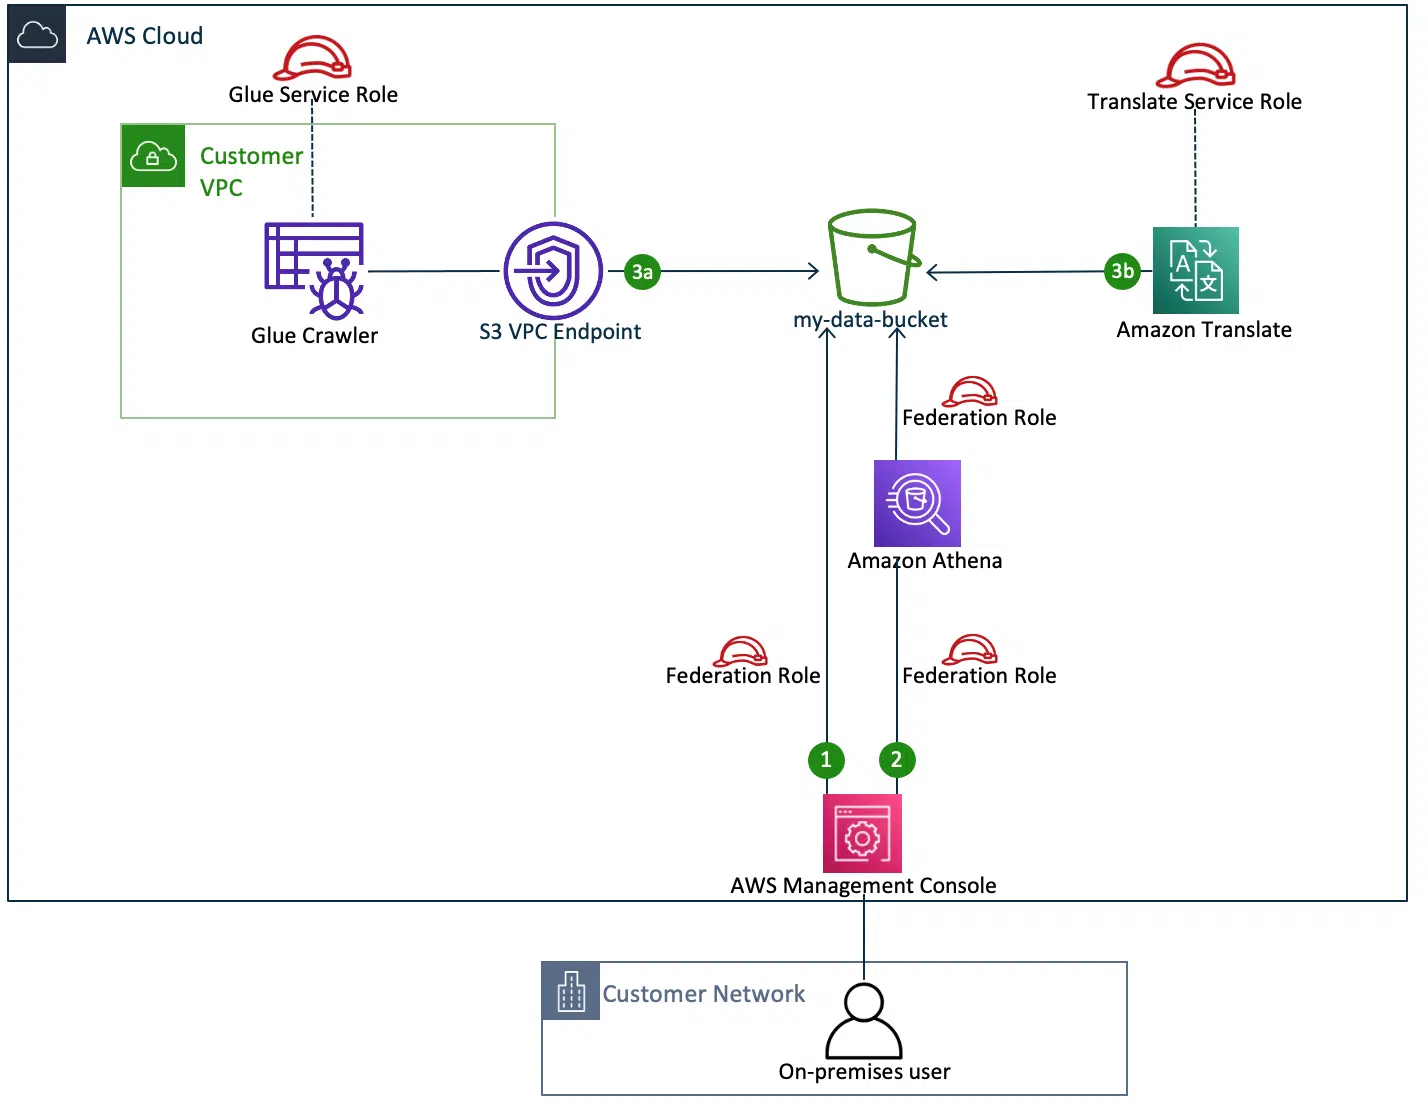 AWS Cloud
Glue Service Role
Translate Service Role
Customer
VPC
3a
3b
A
文
Glue Crawler
S3 VPC Endpoint
my-data-bucket
Amazon Translate
Federation Role
Amazon Athena
Federation Role
Federation Role
1
2
AWS Management Console
Customer Network
On-premises user